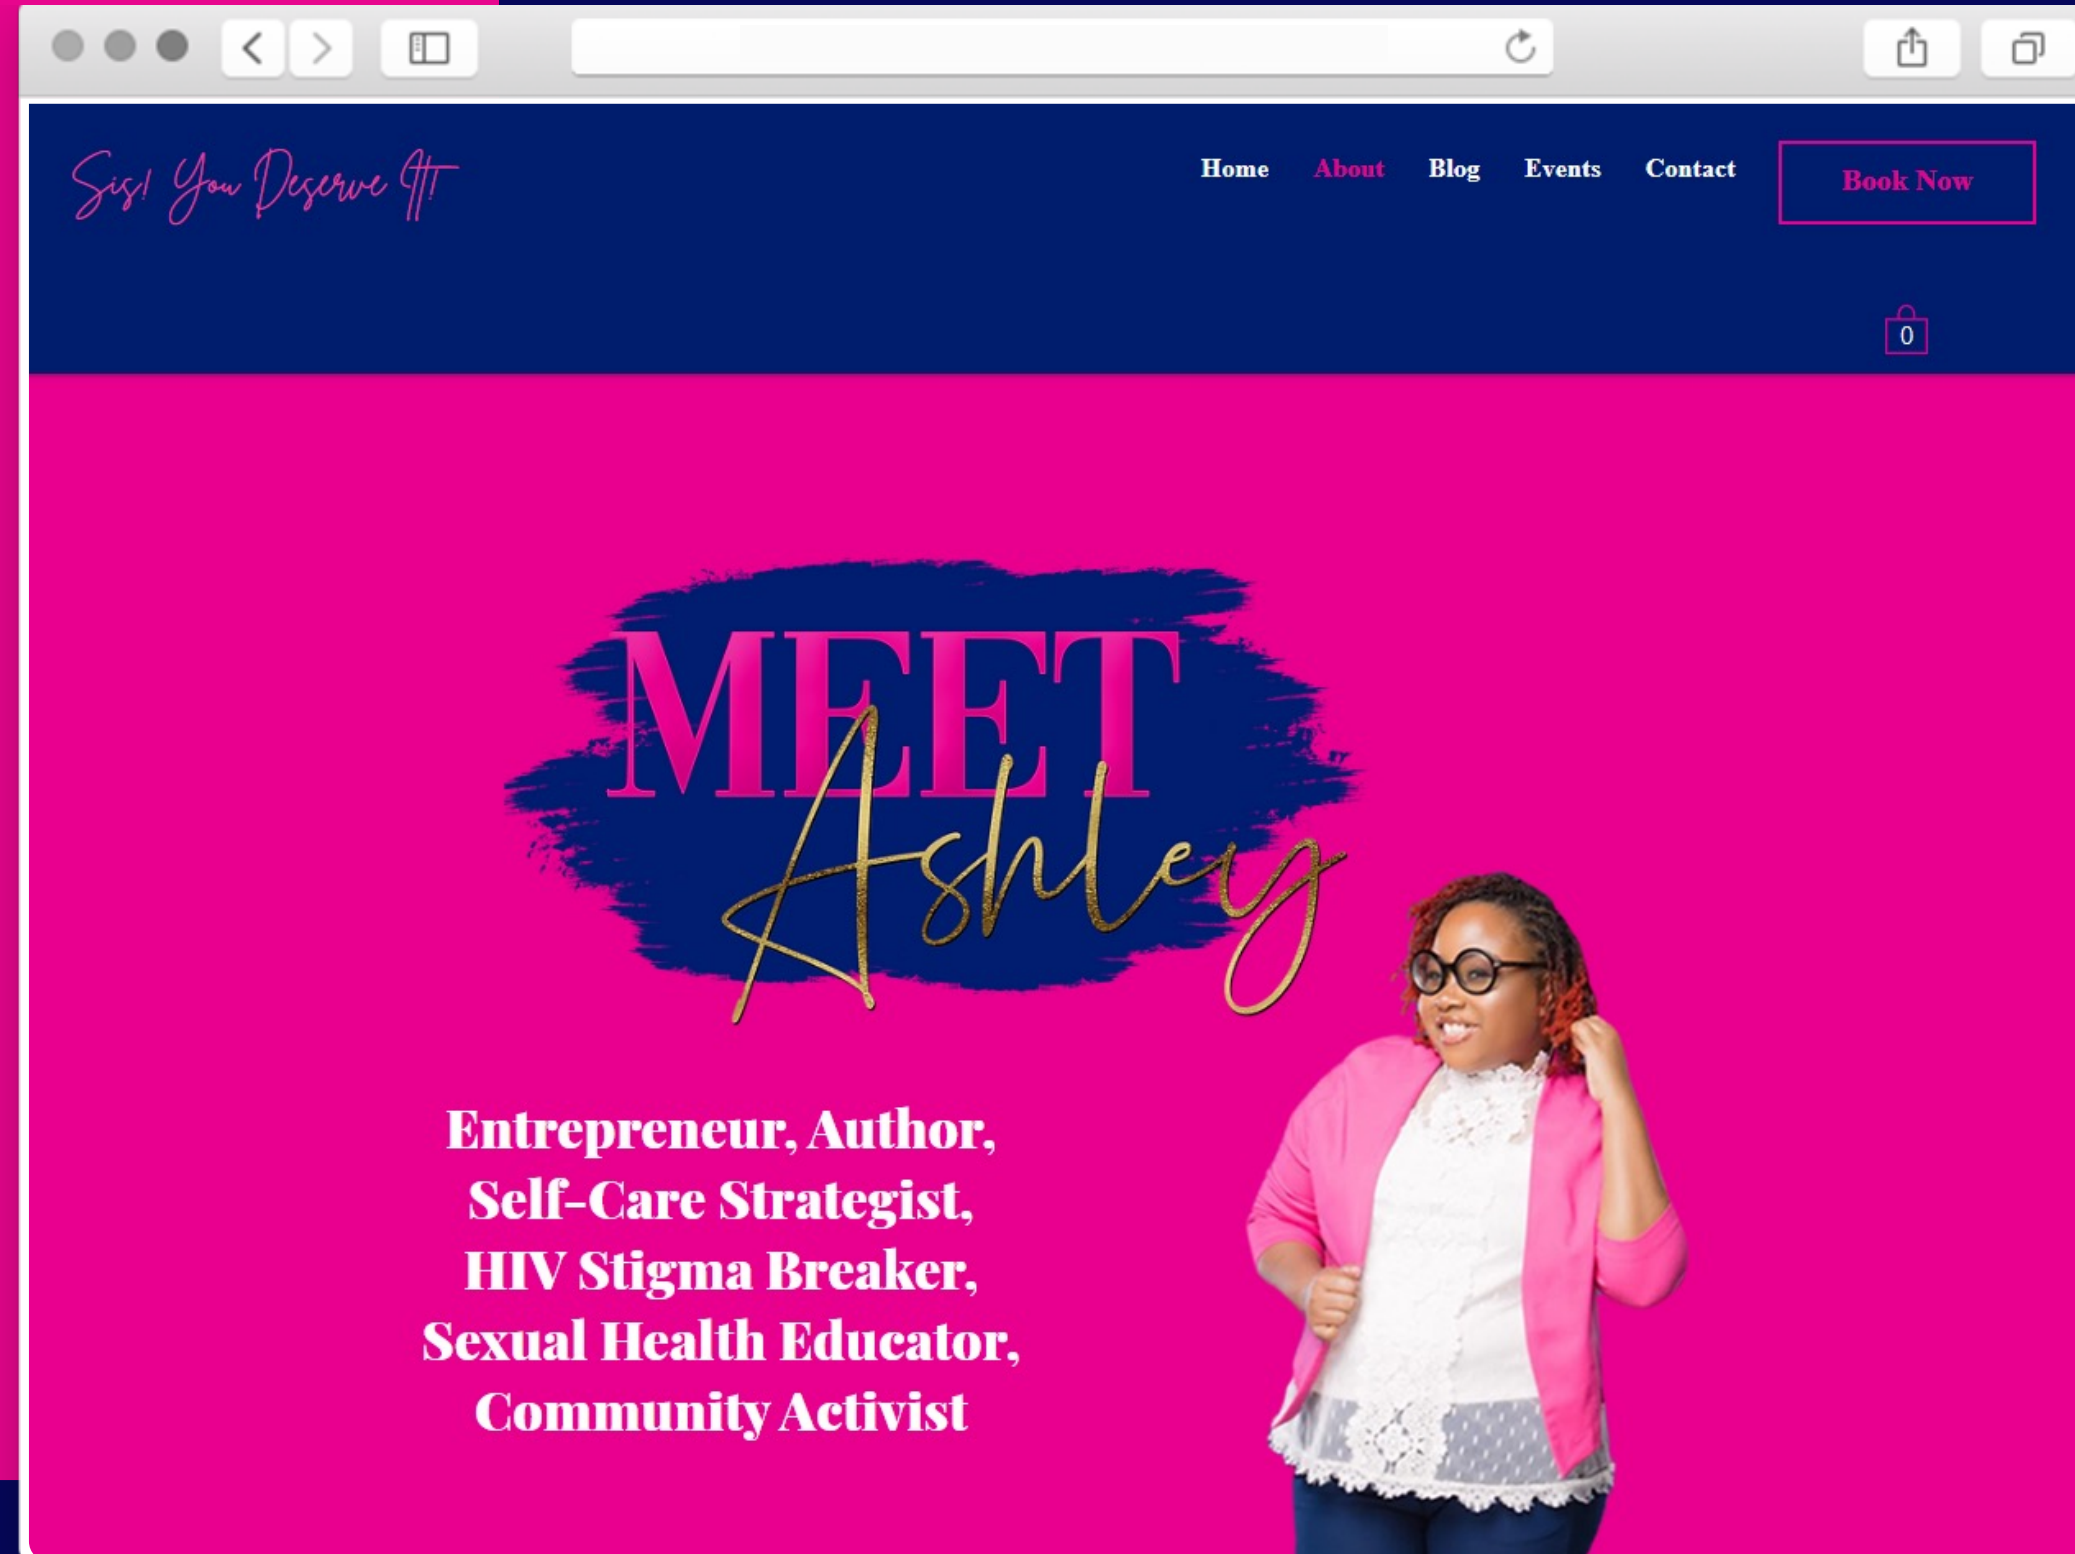 Sis! You Deserve It!
Home About Blog Events Contact Book Now
0
MEET
Ashley
Entrepreneur, Author,
Self-Care Strategist,
HIV Stigma Breaker,
Sexual Health Educator,
Community Activist